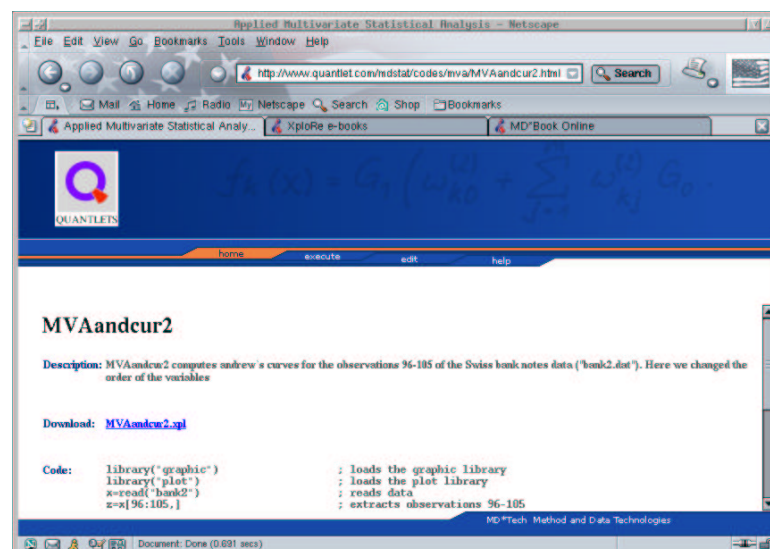 Applied Multivariate Statistical Analysis - Netscape
File Edit View Go Bookmarks Tools Window Help
http://www.quantlet.com/mdstat/codes/mva/MVAandcur2.html Search
Mail Home Radio My Netscape Search Shop Bookmarks
Applied Multivariate Statistical Analy... XploRe e-books MD*Book Online
QUANTLETS
home execute edit help
MVAandcur2
Description: MVAandcur2 computes andrew's curves for the observations 96-105 of the Swiss bank notes data ("bank2.dat"). Here we changed the
order of the variables
Download: MVAandcur2.xpl
Code: library("graphic") ; loads the graphic library
library("plot") ; loads the plot library
x=read("bank2") ; reads data
z=x[96:105,] ; extracts observations 96-105
MD*Tech Method and Data Technologies
Document: Done (0.691 secs)